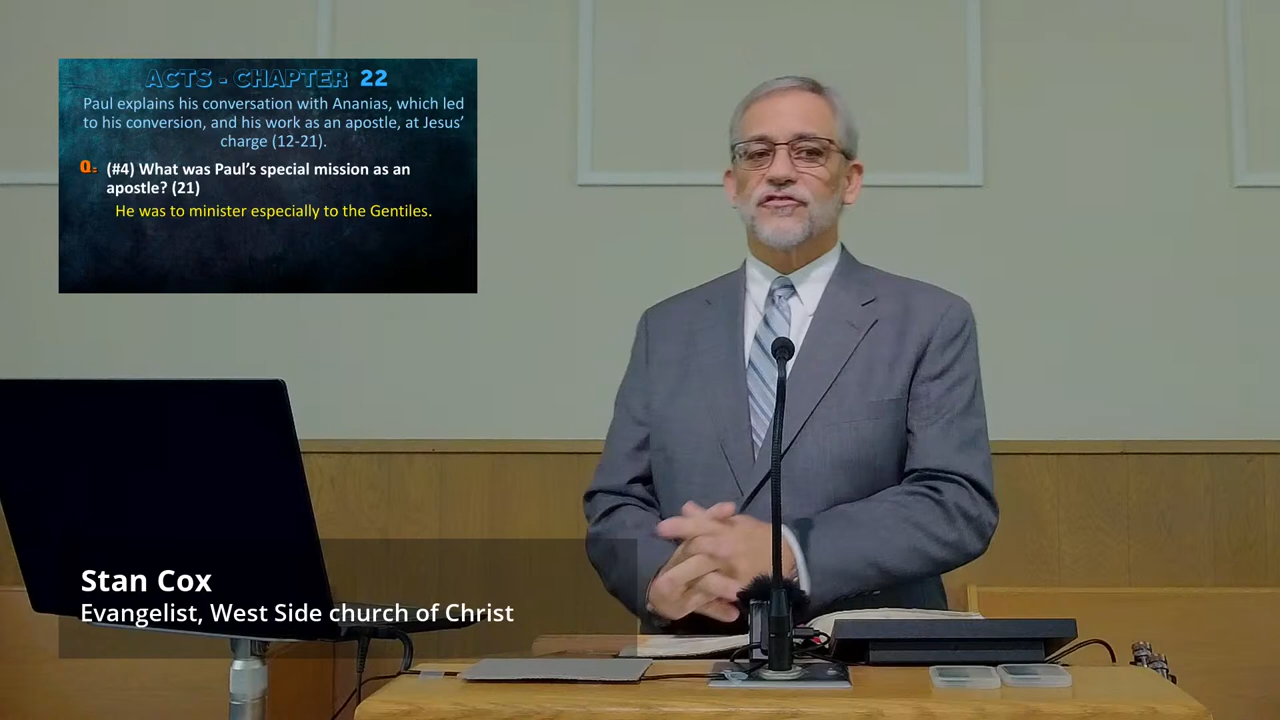 ACTS - CHAPTER 22
Paul explains his conversation with Ananias, which led
to his conversion, and his work as an apostle, at Jesus’
charge (12-21).
Q: (#4) What was Paul’s special mission as an
apostle? (21)
He was to minister especially to the Gentiles.
Stan Cox
Evangelist, West Side church of Christ